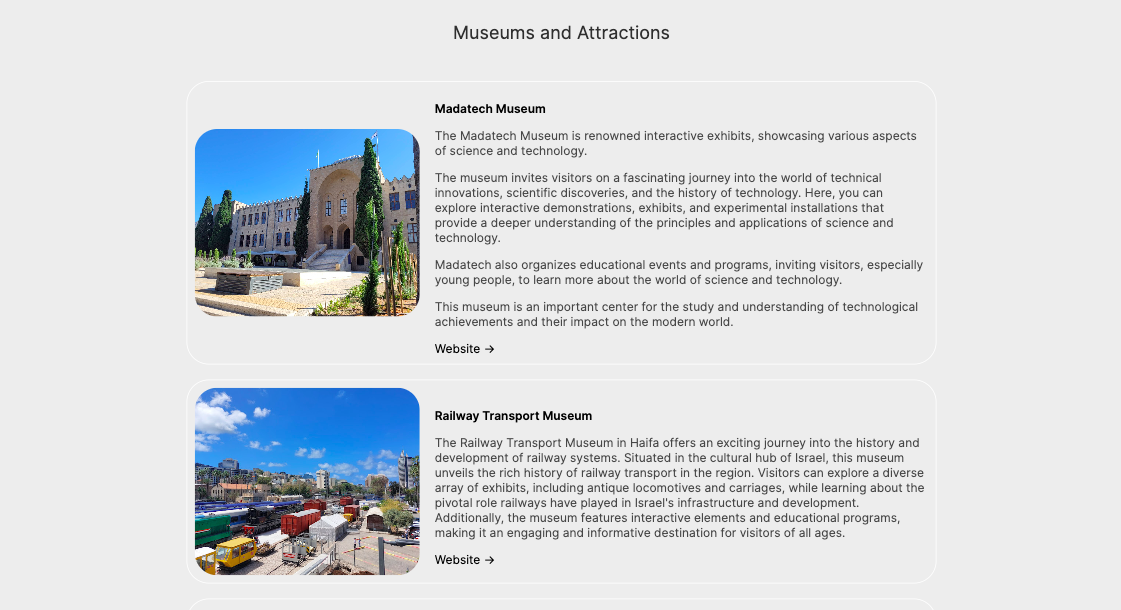 Museums and Attractions
Madatech Museum
The Madatech Museum is renowned interactive exhibits, showcasing various aspects
of science and technology.
The museum invites visitors on a fascinating journey into the world of technical
innovations, scientific discoveries, and the history of technology. Here, you can
explore interactive demonstrations, exhibits, and experimental installations that
provide a deeper understanding of the principles and applications of science and
technology.
Madatech also organizes educational events and programs, inviting visitors, especially
young people, to learn more about the world of science and technology.
This museum is an important center for the study and understanding of technological
achievements and their impact on the modern world.
Website →
Railway Transport Museum
The Railway Transport Museum in Haifa offers an exciting journey into the history and
development of railway systems. Situated in the cultural hub of Israel, this museum
unveils the rich history of railway transport in the region. Visitors can explore a diverse
array of exhibits, including antique locomotives and carriages, while learning about the
pivotal role railways have played in Israel's infrastructure and development.
Additionally, the museum features interactive elements and educational programs,
making it an engaging and informative destination for visitors of all ages.
Website →